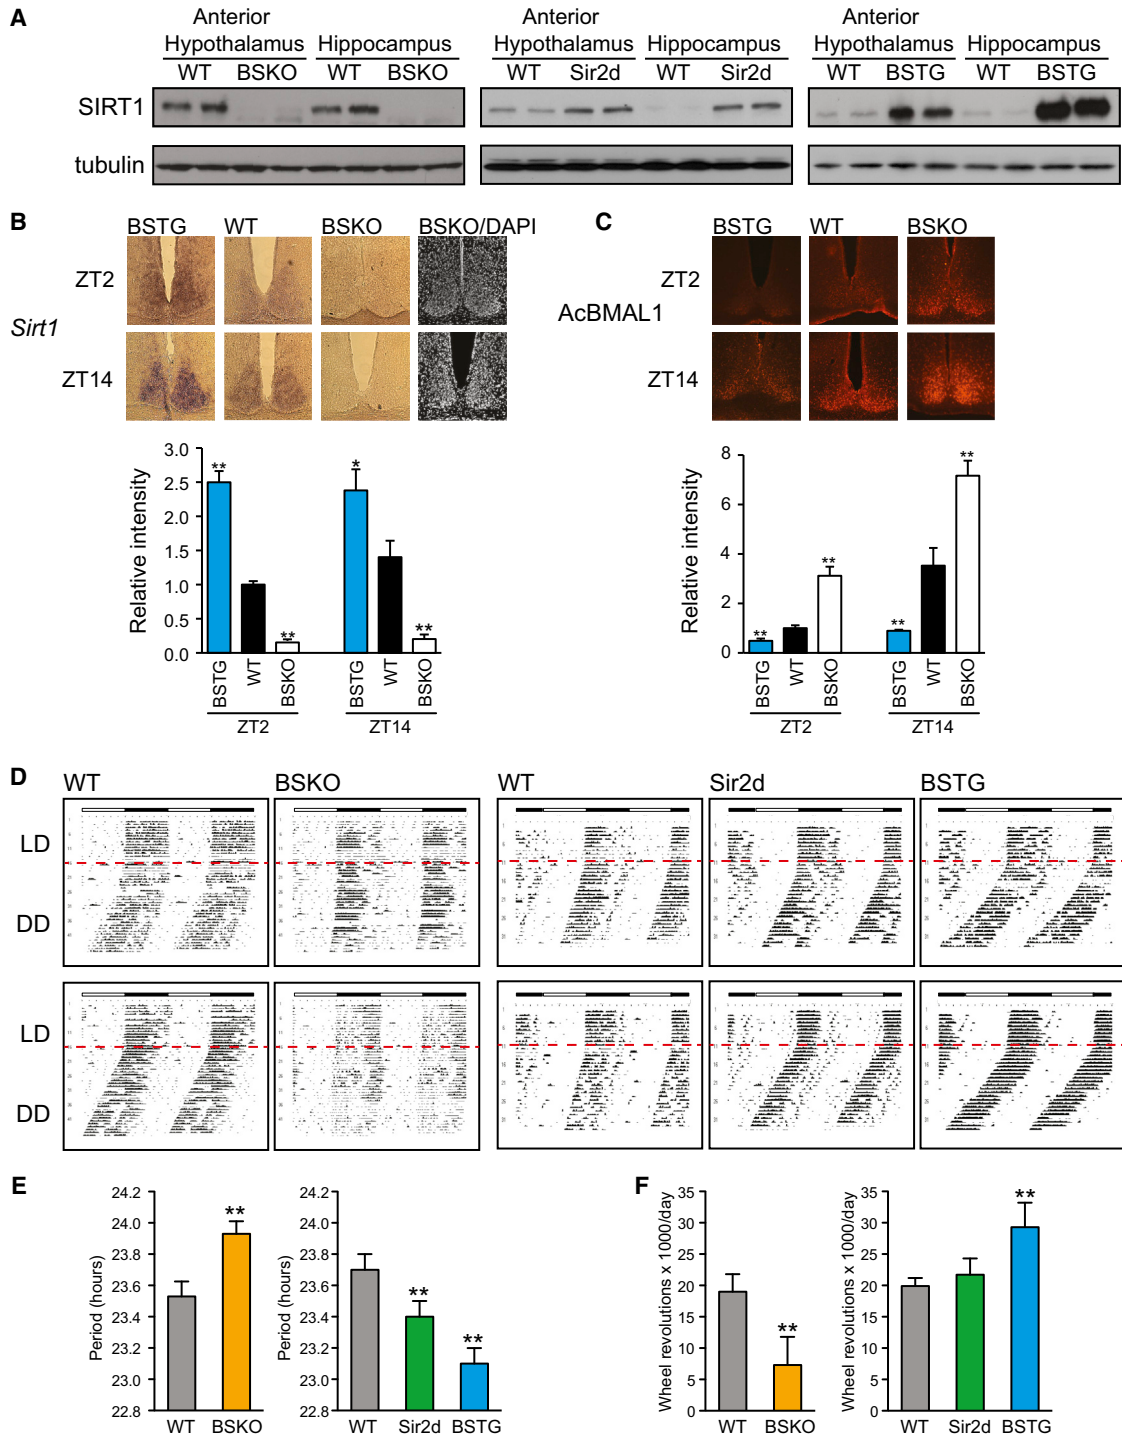 A
Anterior
Hypothalamus Hippocampus
WT BSKO WT BSKO
Anterior
Hypothalamus Hippocampus
WT Sir2d WT Sir2d
Anterior
Hypothalamus Hippocampus
WT BSTG WT BSTG
SIRT1
tubulin
B
BSTG WT BSKO BSKO/DAPI
ZT2
Sirt1
ZT14
3.0
2.5
2.0
1.5
1.0
0.5
0.0
Relative intensity
** ** * **
BSTG WT BSKO BSTG WT BSKO
ZT2 ZT14
C
BSTG WT BSKO
ZT2
AcBMAL1
ZT14
8
6
4
2
0
Relative intensity
** ** ** **
BSTG WT BSKO BSTG WT BSKO
ZT2 ZT14
D
WT BSKO WT Sir2d BSTG
LD
DD
LD
DD
E
24.2
24.0
23.8
23.6
23.4
23.2
23.0
22.8
Period (hours)
**
WT BSKO
24.2
24.0
23.8
23.6
23.4
23.2
23.0
22.8
Period (hours)
** **
WT Sir2d BSTG
F
35
30
25
20
15
10
5
0
Wheel revolutions x 1000/day
**
WT BSKO
35
30
25
20
15
10
5
0
Wheel revolutions x 1000/day
**
WT Sir2d BSTG